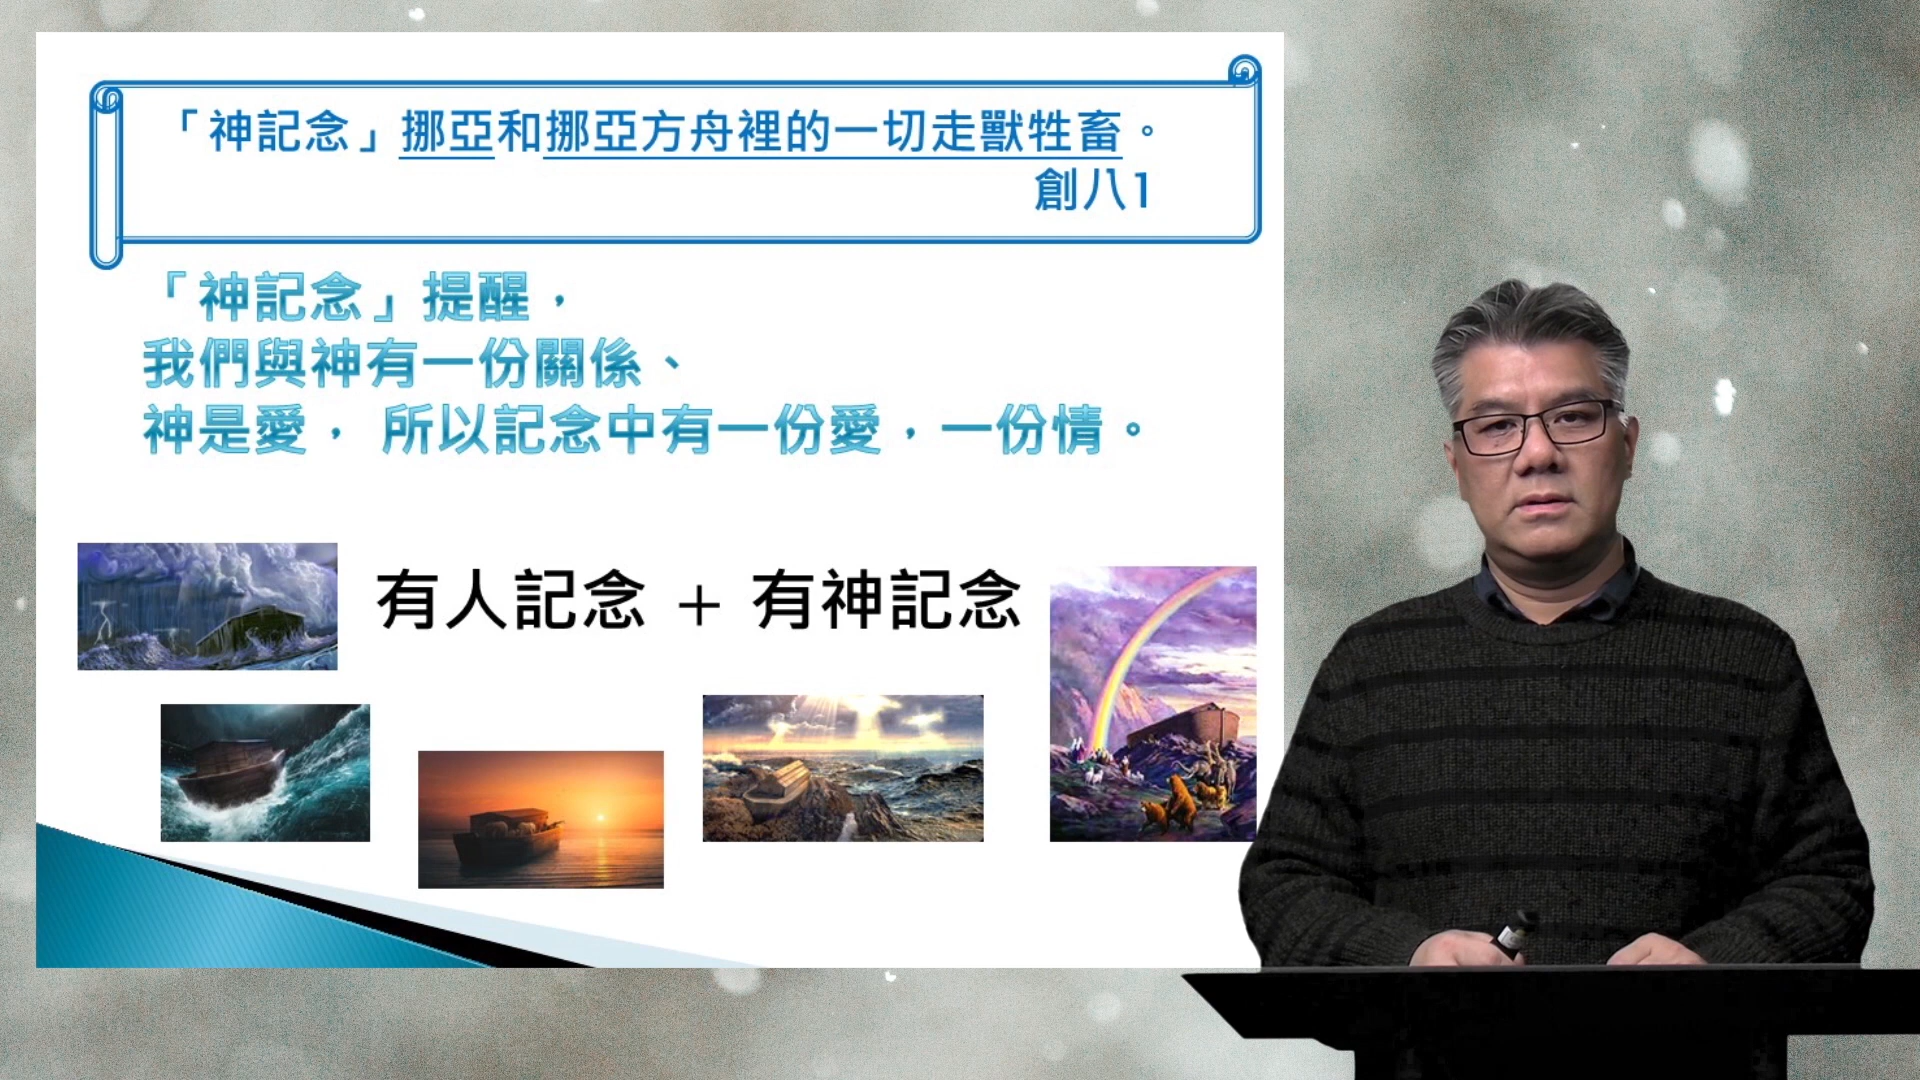 「神記念」挪亞和挪亞方舟裡的一切走獸牲畜。
創八1
「神記念」提醒，
我們與神有一份關係、
神是愛， 所以記念中有一份愛，一份情。
有人記念 + 有神記念